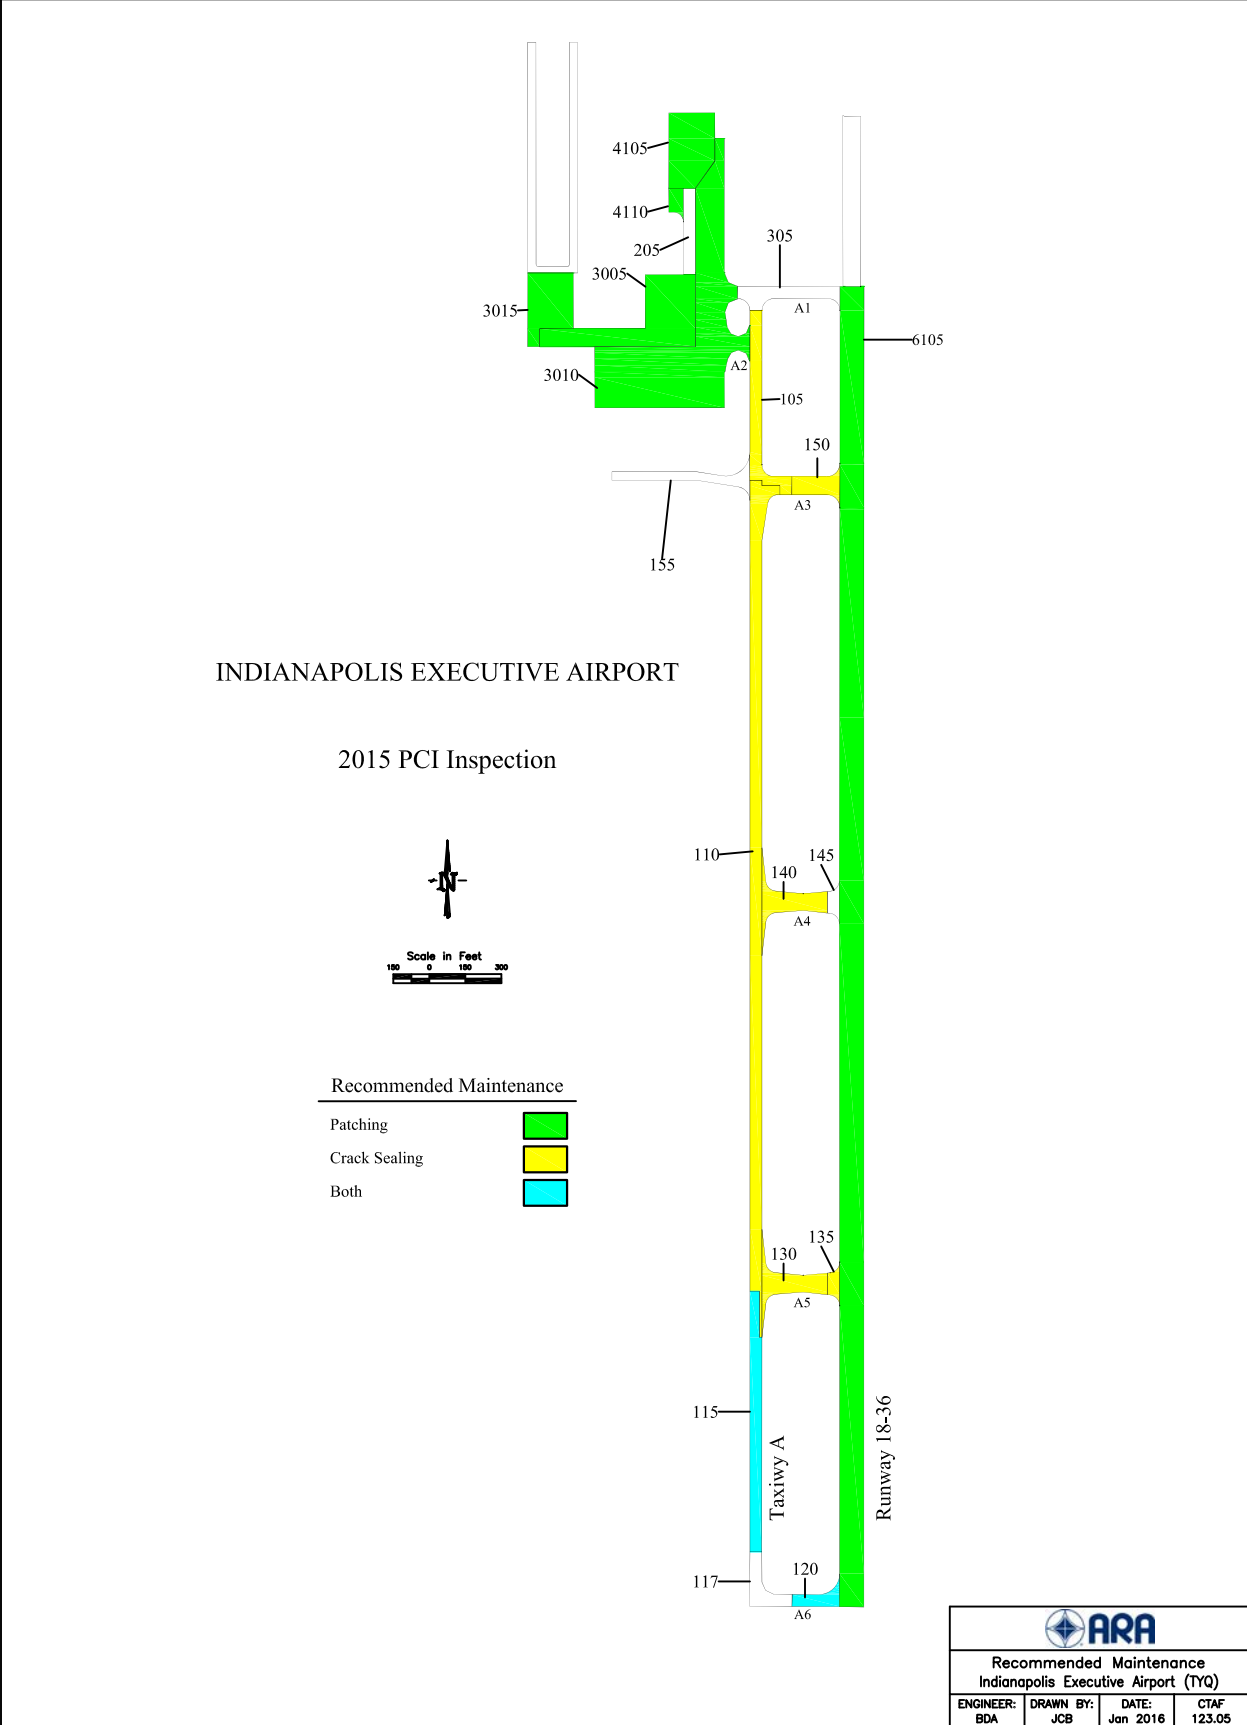 4105
4110
205
305
3005
3015
A1
6105
A2
3010
105
150
A3
155
INDIANAPOLIS EXECUTIVE AIRPORT
2015 PCI Inspection
110
140
145
N
A4
Scale in Feet
150 0 150 300
Recommended Maintenance
Patching
Crack Sealing
Both
130
135
A5
115
Taxiwy A
Runway 18-36
117
120
A6
ARA
Recommended Maintenance
Indianapolis Executive Airport (TYQ)
ENGINEER: DRAWN BY: DATE: CTAF
BDA JCB Jan 2016 123.05